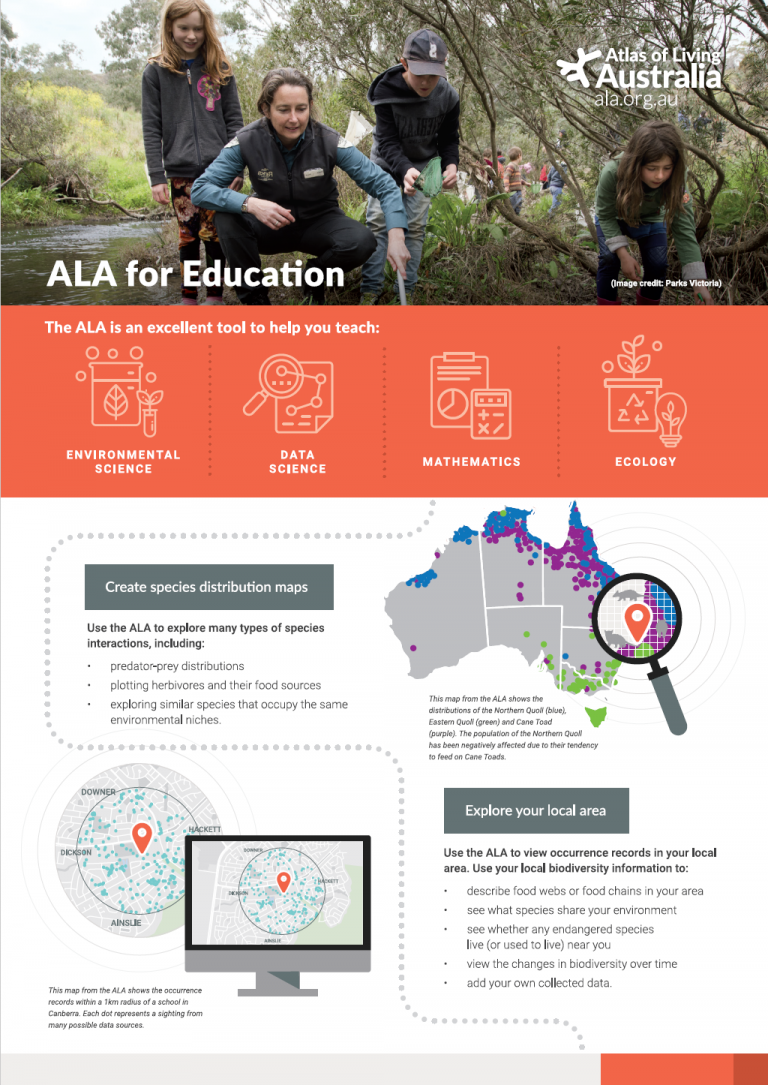 Atlas of Living
Australia
ala.org.au
ALA for Education
(Image credit: Parks Victoria)
The ALA is an excellent tool to help you teach:
ENVIRONMENTAL
SCIENCE
DATA
SCIENCE
MATHEMATICS
ECOLOGY
Create species distribution maps
Use the ALA to explore many types of species
interactions, including:
• predator-prey distributions
• plotting herbivores and their food sources
• exploring similar species that occupy the same
environmental niches.
This map from the ALA shows the
distributions of the Northern Quoll (blue),
Eastern Quoll (green) and Cane Toad
(purple). The population of the Northern Quoll
has been negatively affected due to their tendency
to feed on Cane Toads.
DOWNER
HACKETT
DICKSON
AINSLIE
DOWNER
HACKETT
DICKSON
AINSLIE
This map from the ALA shows the occurrence
records within a 1km radius of a school in
Canberra. Each dot represents a sighting from
many possible data sources.
Explore your local area
Use the ALA to view occurrence records in your local
area. Use your local biodiversity information to:
• describe food webs or food chains in your area
• see what species share your environment
• see whether any endangered species
live (or used to live) near you
• view the changes in biodiversity over time
• add your own collected data.